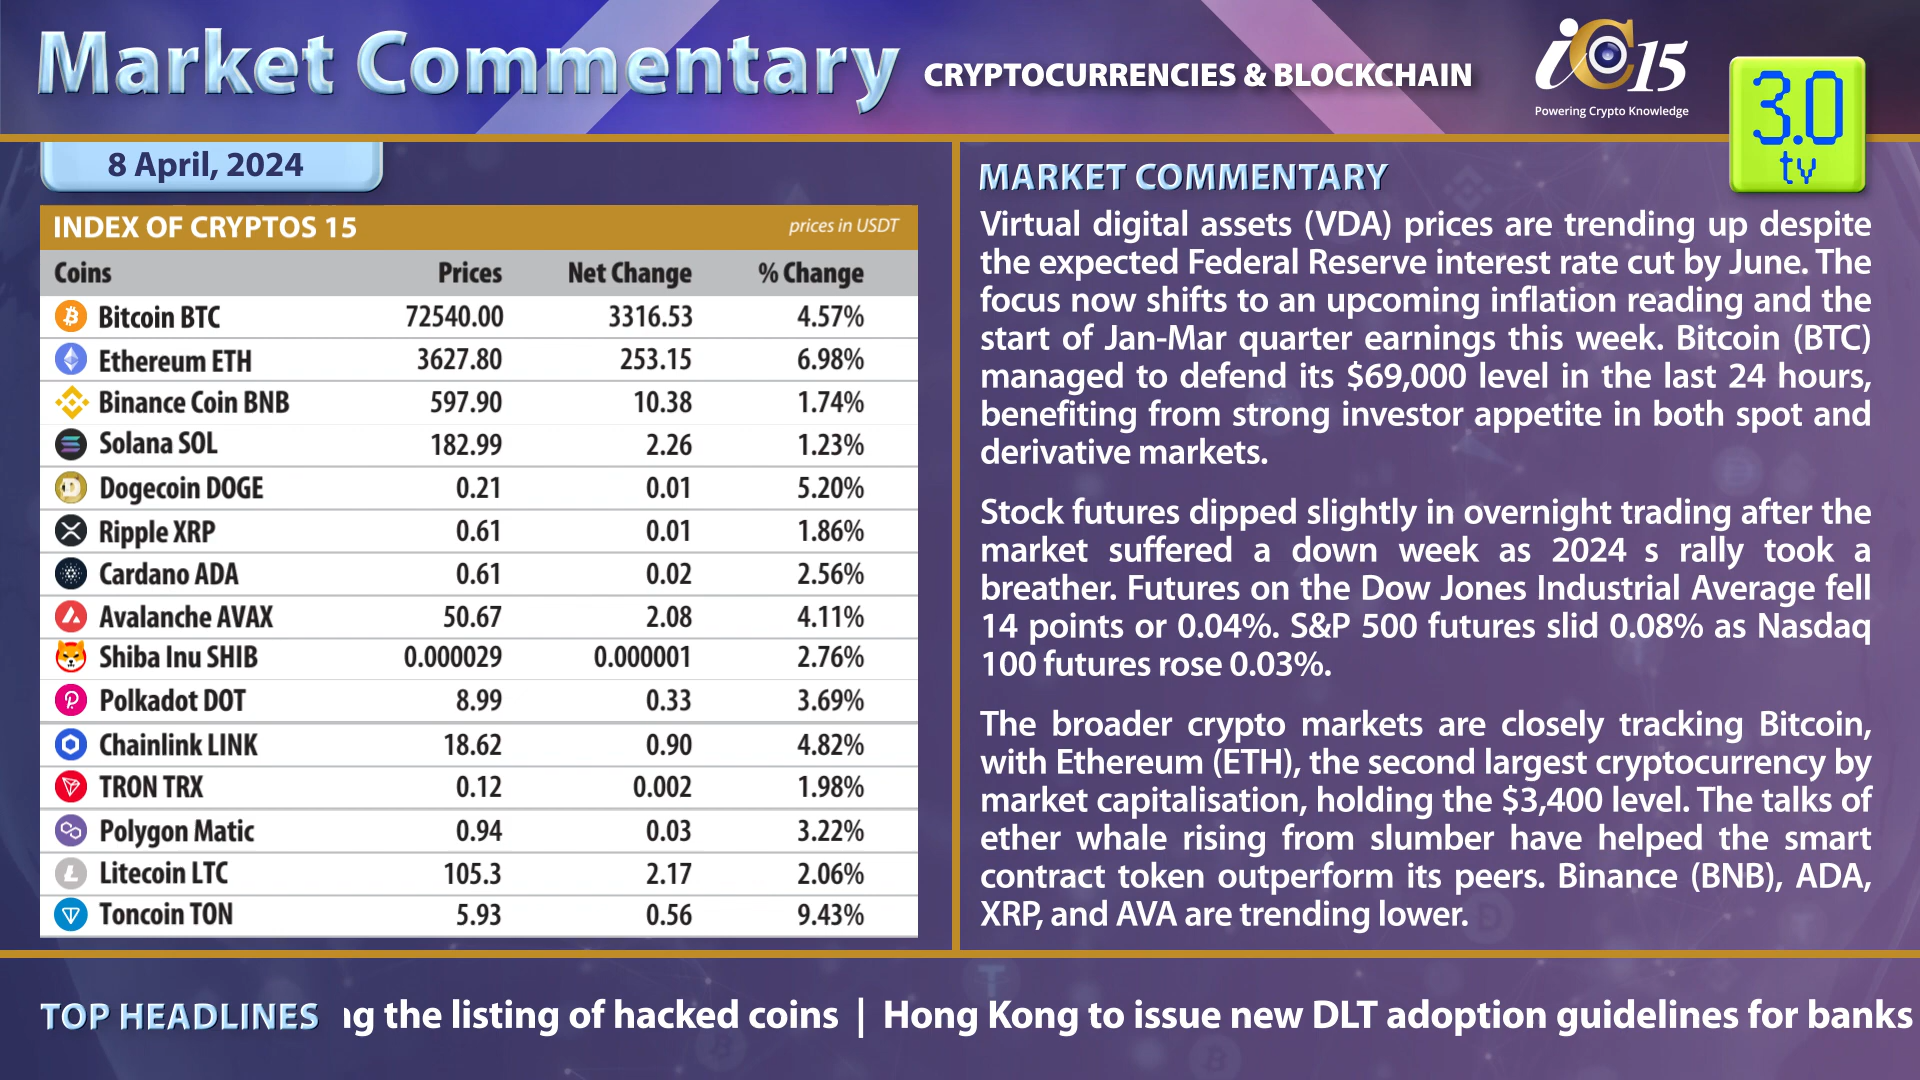 Market Commentary CRYPTOCURRENCIES & BLOCKCHAIN
iC15
Powering Crypto Knowledge
3.0
tv
8 April, 2024
INDEX OF CRYPTOS 15 prices in USDT
Coins Prices Net Change % Change
Bitcoin BTC 72540.00 3316.53 4.57%
Ethereum ETH 3627.80 253.15 6.98%
Binance Coin BNB 597.90 10.38 1.74%
Solana SOL 182.99 2.26 1.23%
Dogecoin DOGE 0.21 0.01 5.20%
Ripple XRP 0.61 0.01 1.86%
Cardano ADA 0.61 0.02 2.56%
Avalanche AVAX 50.67 2.08 4.11%
Shiba Inu SHIB 0.000029 0.000001 2.76%
Polkadot DOT 8.99 0.33 3.69%
Chainlink LINK 18.62 0.90 4.82%
TRON TRX 0.12 0.002 1.98%
Polygon Matic 0.94 0.03 3.22%
Litecoin LTC 105.3 2.17 2.06%
Toncoin TON 5.93 0.56 9.43%
MARKET COMMENTARY
Virtual digital assets (VDA) prices are trending up despite
the expected Federal Reserve interest rate cut by June. The
focus now shifts to an upcoming inflation reading and the
start of Jan-Mar quarter earnings this week. Bitcoin (BTC)
managed to defend its $69,000 level in the last 24 hours,
benefiting from strong investor appetite in both spot and
derivative markets.
Stock futures dipped slightly in overnight trading after the
market suffered a down week as 2024 s rally took a
breather. Futures on the Dow Jones Industrial Average fell
14 points or 0.04%. S&P 500 futures slid 0.08% as Nasdaq
100 futures rose 0.03%.
The broader crypto markets are closely tracking Bitcoin,
with Ethereum (ETH), the second largest cryptocurrency by
market capitalisation, holding the $3,400 level. The talks of
ether whale rising from slumber have helped the smart
contract token outperform its peers. Binance (BNB), ADA,
XRP, and AVA are trending lower.
TOP HEADLINES ng the listing of hacked coins | Hong Kong to issue new DLT adoption guidelines for banks